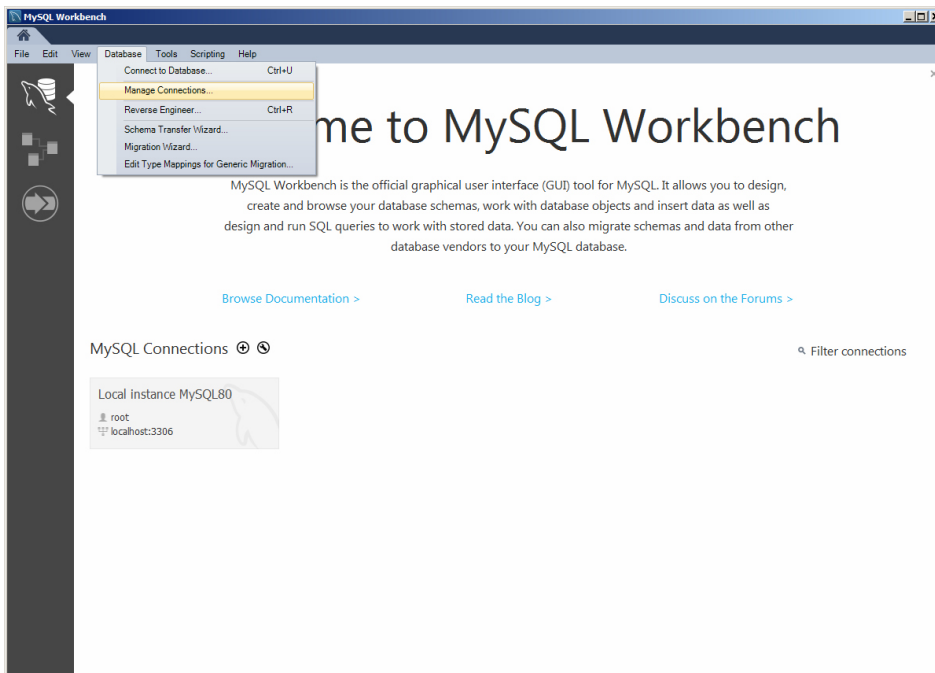 MySQL Workbench
File Edit View Database Tools Scripting Help
Connect to Database... Ctrl+U
Manage Connections...
Reverse Engineer... Ctrl+R
Schema Transfer Wizard...
Migration Wizard...
Edit Type Mappings for Generic Migration...
me to MySQL Workbench
MySQL Workbench is the official graphical user interface (GUI) tool for MySQL. It allows you to design,
create and browse your database schemas, work with database objects and insert data as well as
design and run SQL queries to work with stored data. You can also migrate schemas and data from other
database vendors to your MySQL database.
Browse Documentation > Read the Blog > Discuss on the Forums >
MySQL Connections Filter connections
Local instance MySQL80
root
localhost:3306